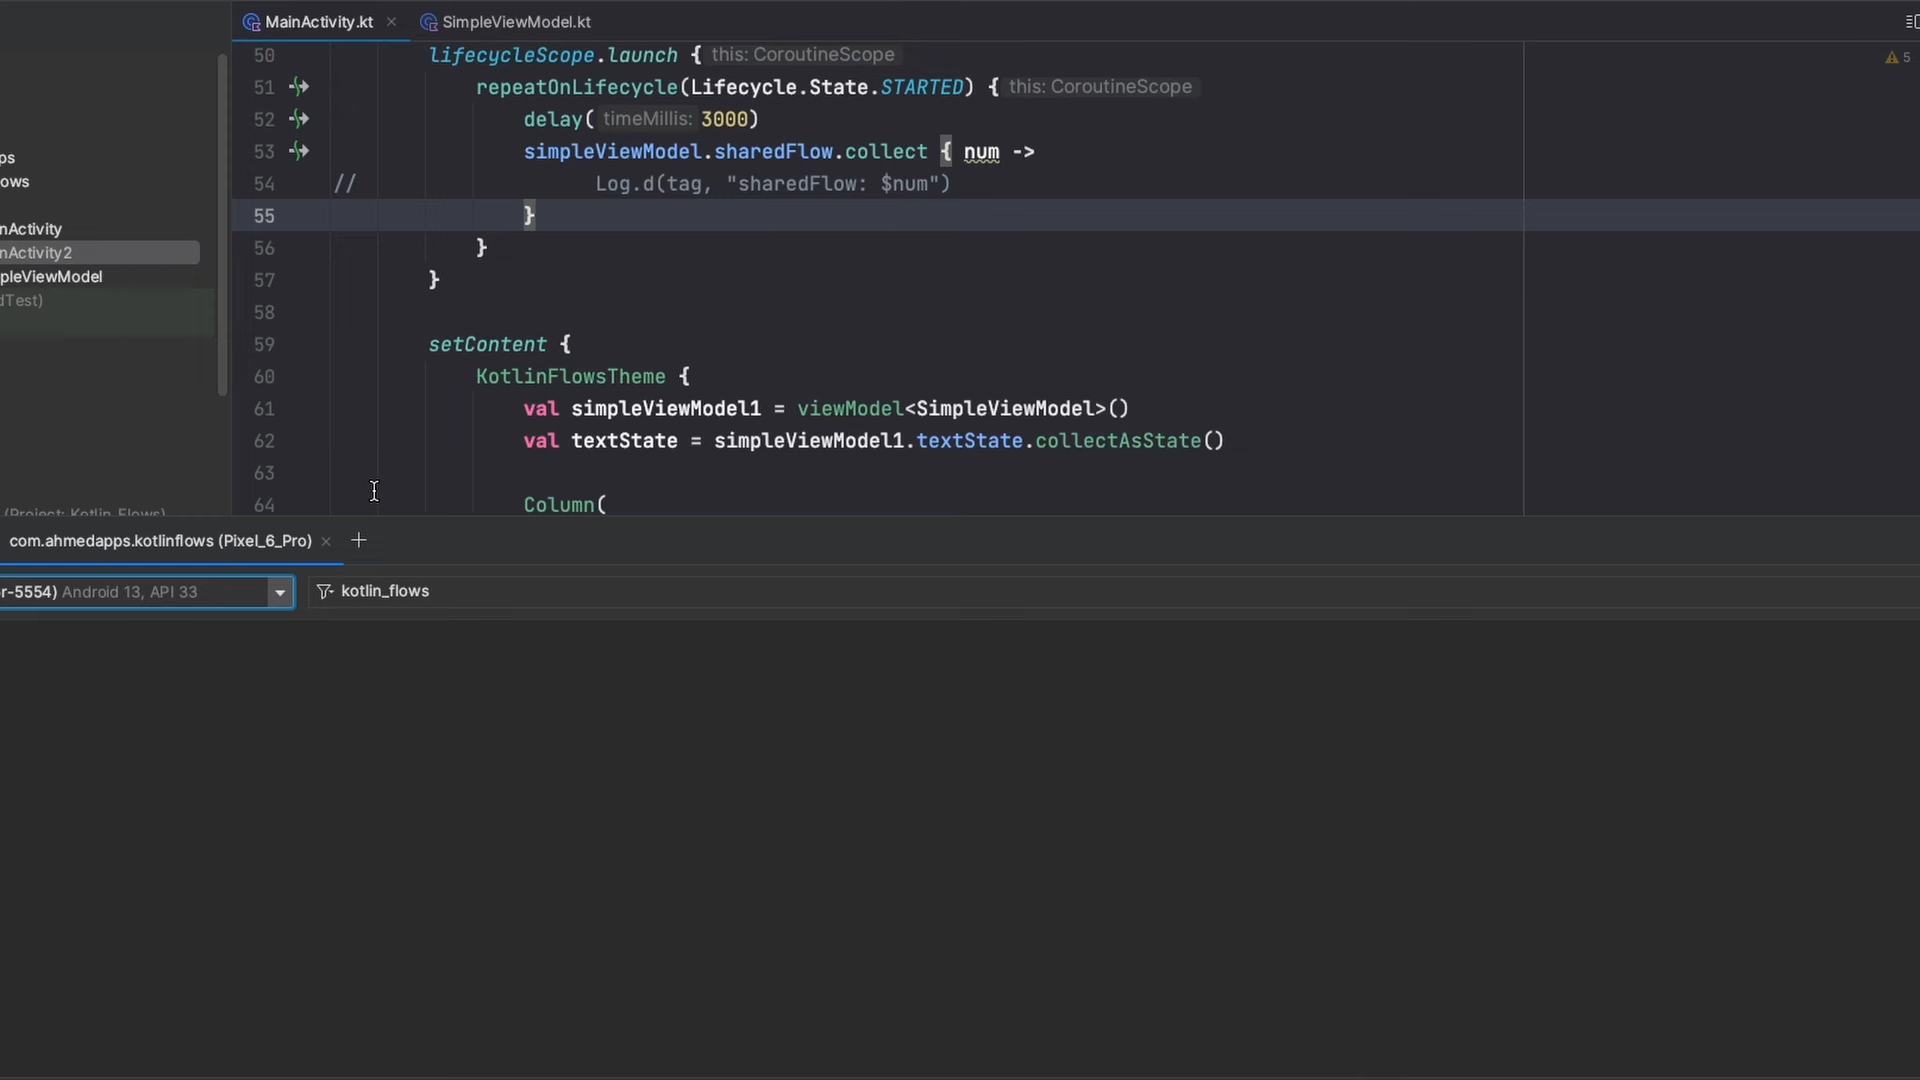 MainActivity.kt
SimpleViewModel.kt
50 lifecycleScope.launch { this: CoroutineScope
5
51 repeatOnLifecycle(Lifecycle.State.STARTED) { this: CoroutineScope
52 delay( timeMillis: 3000)
53 simpleViewModel.sharedFlow.collect { num ->
54 // Log.d(tag, "sharedFlow: $num")
55 }
56 }
57 }
58
59 setContent {
60 KotlinFlowsTheme {
61 val simpleViewModel1 = viewModel<SimpleViewModel>()
62 val textState = simpleViewModel1.textState.collectAsState()
63
64 Column(
ps
ows
nActivity
nActivity2
pleViewModel
dTest)
(Project: Kotlin Flows)
com.ahmedapps.kotlinflows (Pixel_6_Pro)
r-5554) Android 13, API 33
kotlin_flows